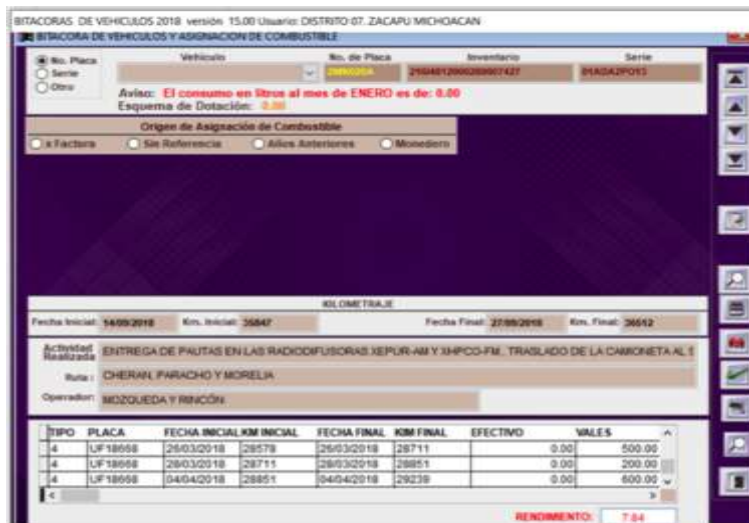 BITACORAS DE VEHICULOS 2018 versión 15.00 Usuario: DISTRITO 07. ZACAPU MICHOACAN
BITACORA DE VEHICULOS Y ASIGNACION DE COMBUSTIBLE
No. Placa Vehiculo No. de Placa Inventario Serie
Serie
Otro
Aviso: El consumo en litros al mes de ENERO es de: 0.00
Esquema de Dotación: 0.00
Origen de Asignación de Combustible
x Factura Sin Referencia Años Anteriores Monedero
KILOMETRAJE
Fecha Inicial: 14/09/2018 Km. Inicial: 35847 Fecha Final: 27/09/2018 Km. Final: 36512
Actividad Realizada ENTREGA DE PAUTAS EN LAS RADIODIFUSORAS XEPUR-AM Y XHPCO-FM., TRASLADO DE LA CAMIONETA AL
Ruta : CHERAN, PARACHO Y MORELIA
Operador: MOZQUEDA Y RINCÓN
TIPO PLACA FECHA INICIAL KM INICIAL FECHA FINAL KIM FINAL EFECTIVO VALES
4 UF18668 26/03/2018 28578 26/03/2018 28711 0.00 500.00
4 UF18668 28/03/2018 28711 28/03/2018 28851 0.00 200.00
4 UF18668 04/04/2018 28851 04/04/2018 29239 0.00 600.00
RENDIMIENTO: 7.84